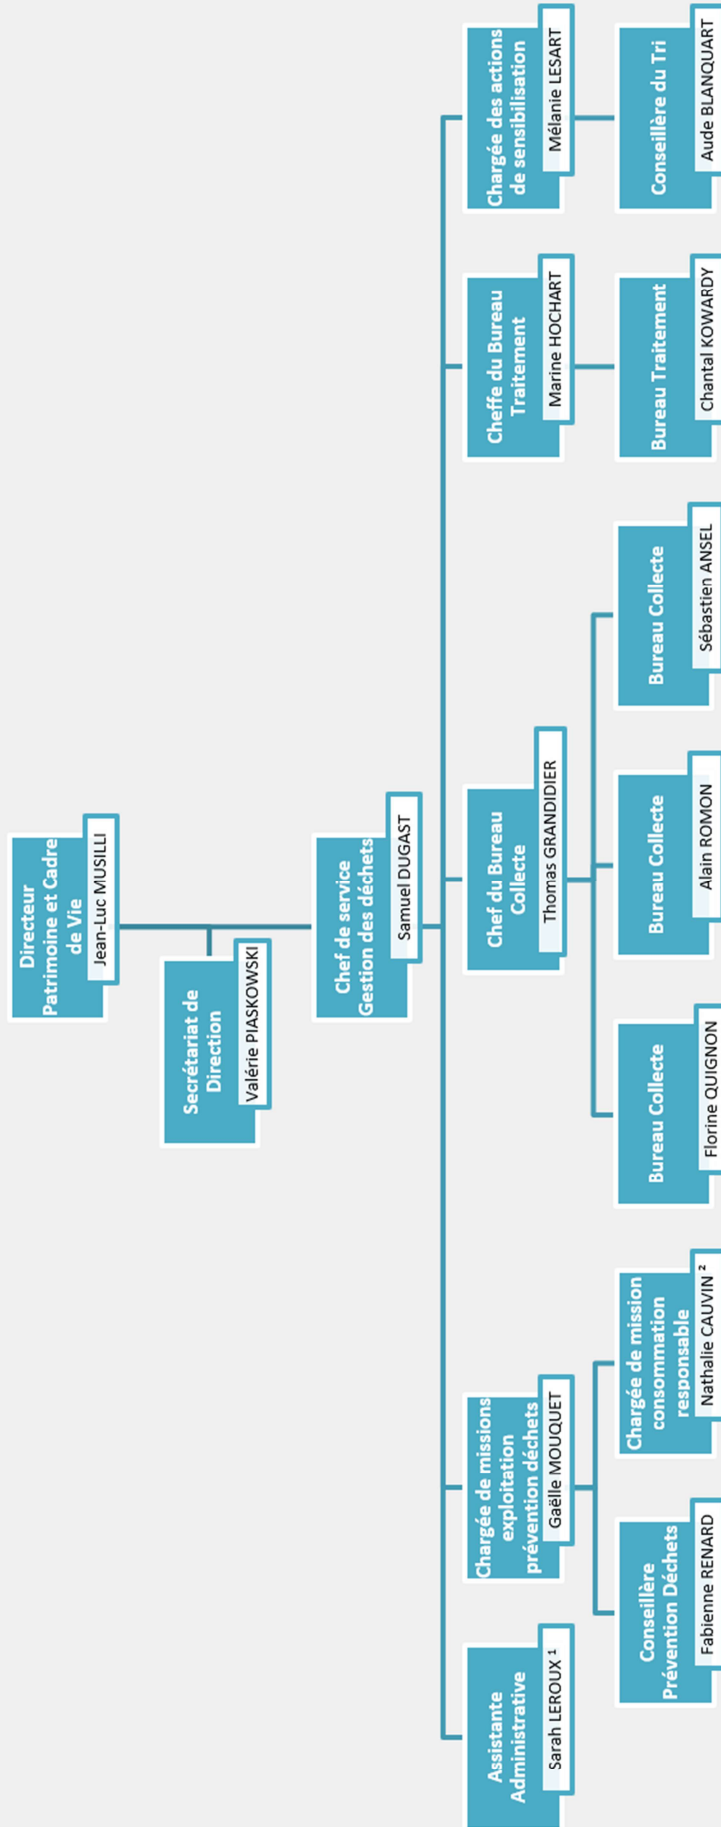 Directeur
Patrimoine et Cadre
de Vie
Jean-Luc MUSILLI
Secrétariat de
Direction
Valérie PIASKOWSKI
Chef de service
Gestion des déchets
Samuel DUGAST
Assistante
Administrative
Sarah LEROUX ¹
Chargée de missions
exploitation
prévention déchets
Gaëlle MOUQUET
Chef du Bureau
Collecte
Thomas GRANDIDIER
Cheffe du Bureau
Traitement
Marine HOCHART
Chargée des actions
de sensibilisation
Mélanie LESART
Conseillère
Prévention Déchets
Fabienne RENARD
Chargée de mission
consommation
responsable
Nathalie CAUVIN ²
Bureau Collecte
Florine QUIGNON
Bureau Collecte
Alain ROMON
Bureau Collecte
Sébastien ANSEL
Bureau Traitement
Chantal KOWARDY
Conseillère du Tri
Aude BLANQUART